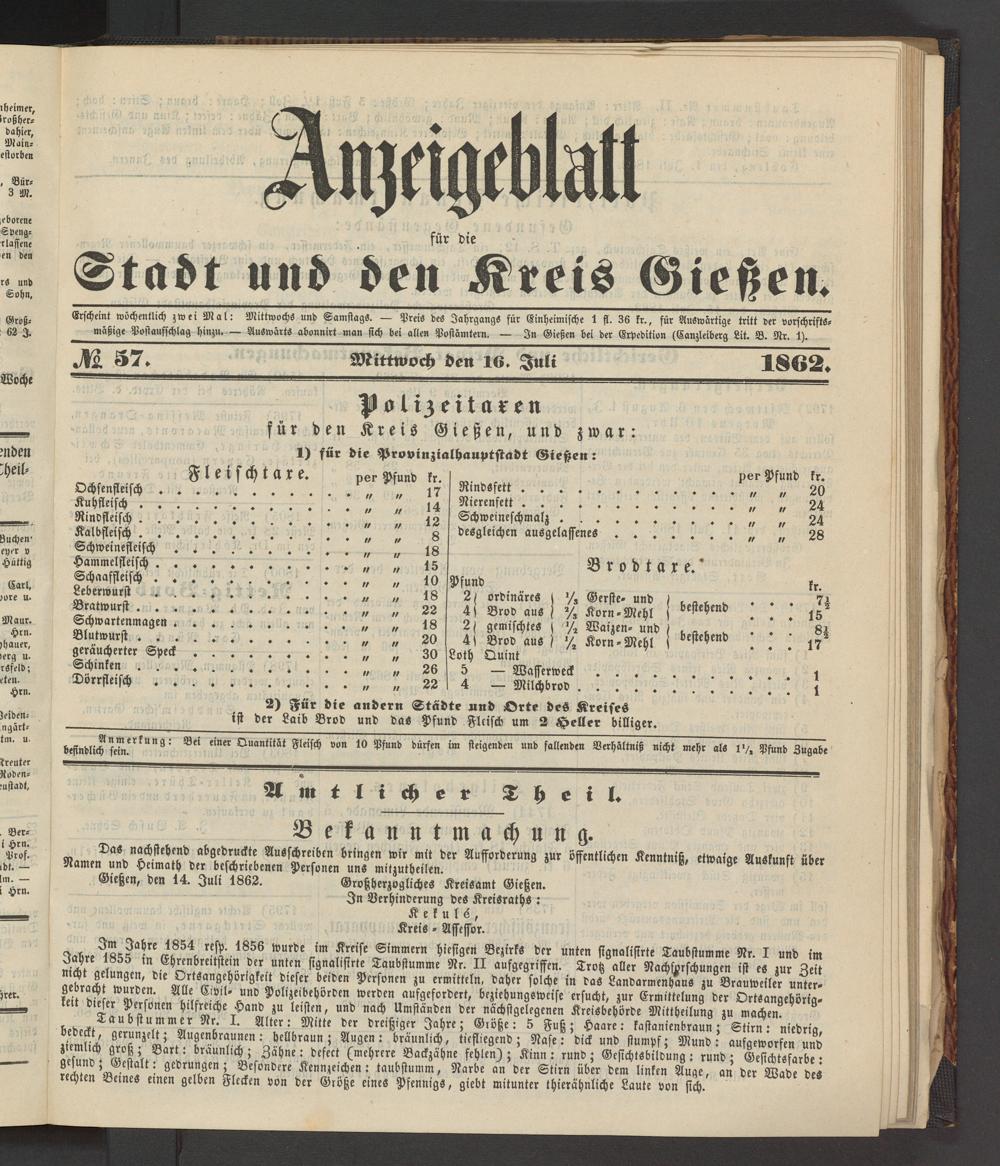 Anzeigeblatt
für die
Stadt und den Kreis Gießen.
Erscheint wöchentlich zwei Mal: Mittwochs und Samstags. — Preis des Jahrgangs für Einheimische 1 fl. 36 kr., für Auswärtige tritt der vorschrifts-
mäßige Postaufschlag hinzu. — Auswärts abonnirt man sich bei allen Postämtern. — In Gießen bei der Expedition (Canzleiberg Lit. B. Nr. 1).
№ 57. Mittwoch den 16. Juli 1862.
Polizeitaxen
für den Kreis Gießen, und zwar:
1) für die Provinzialhauptstadt Gießen:
Fleischtaxe. per Pfund kr.
Ochsenfleisch . . . . „ „ 17
Kuhfleisch . . . . „ „ 14
Rindfleisch . . . . „ „ 12
Kalbfleisch . . . . „ „ 8
Schweinefleisch . . . . „ „ 18
Hammelfleisch . . . . „ „ 15
Schaaffleisch . . . . „ „ 10
Leberwurst . . . . „ „ 18
Bratwurst . . . . „ „ 22
Schwartenmagen . . . . „ „ 18
Blutwurst . . . . „ „ 20
geräucherter Speck . . . . „ „ 30
Schinken . . . . „ „ 26
Dörrfleisch . . . . „ „ 22
per Pfund kr.
Rindsfett . . . . „ „ 20
Nierenfett . . . . „ „ 24
Schweineschmalz . . . . „ „ 24
desgleichen ausgelassenes . . . . „ „ 28
Brodtaxe.
Pfund kr.
2 ordinäres ⅓ Gerste- und bestehend . . . 7½
4 Brod aus ⅔ Korn-Mehl . . . 15
2 gemischtes ½ Waizen- und bestehend . . . 8½
4 Brod aus ½ Korn-Mehl . . . 17
Loth Quint
5 — Wasserweck . . . . 1
4 — Milchbrod . . . . 1
2) Für die andern Städte und Orte des Kreises
ist der Laib Brod und das Pfund Fleisch um 2 Heller billiger.
Anmerkung: Bei einer Quantität Fleisch von 10 Pfund dürfen im steigenden und fallenden Verhältniß nicht mehr als 1½ Pfund Zugabe
befindlich sein.
Amtlicher Theil.
Bekanntmachung.
Das nachstehend abgedruckte Ausschreiben bringen wir mit der Aufforderung zur öffentlichen Kenntniß, etwaige Auskunft über
Namen und Heimath der beschriebenen Personen uns mitzutheilen.
Gießen, den 14. Juli 1862. Großherzogliches Kreisamt Gießen.
In Verhinderung des Kreisraths:
Kekulé,
Kreis-Assessor.
Im Jahre 1854 resp. 1856 wurde im Kreise Simmern hiesigen Bezirks der unten signalisirte Taubstumme Nr. I und im
Jahre 1855 in Ehrenbreitstein der unten signalisirte Taubstumme Nr. II aufgegriffen. Trotz aller Nachforschungen ist es zur Zeit
nicht gelungen, die Ortsangehörigkeit dieser beiden Personen zu ermitteln, daher solche in das Landarmenhaus zu Brauweiler unter-
gebracht wurden. Alle Civil- und Polizeibehörden werden aufgefordert, beziehungsweise ersucht, zur Ermittelung der Ortsangehörig-
keit dieser Personen hilfreiche Hand zu leisten, und nach Umständen der nächstgelegenen Kreisbehörde Mittheilung zu machen.
Taubstummer Nr. I. Alter: Mitte der dreißiger Jahre; Größe: 5 Fuß; Haare: kastanienbraun; Stirn: niedrig,
bedeckt, gerunzelt; Augenbraunen: hellbraun; Augen: bräunlich, tiefliegend; Nase: dick und stumpf; Mund: aufgeworfen und
ziemlich groß; Bart: bräunlich; Zähne: defect (mehrere Backzähne fehlen); Kinn: rund; Gesichtsbildung: rund; Gesichtsfarbe:
gesund; Gestalt: gedrungen; Besondere Kennzeichen: taubstumm, Narbe an der Stirn über dem linken Auge, an der Wade des
rechten Beines einen gelben Flecken von der Größe eines Pfennigs, giebt mitunter thierähnliche Laute von sich.